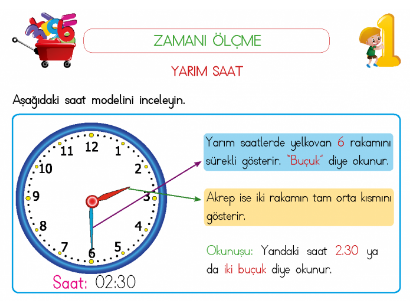 ZAMANI ÖLÇME
1
YARIM SAAT
Aşağıdaki saat modelini inceleyin.
11 12 1
10 2
9 3
8 4
7 6 5
Saat: 02:30
Yarım saatlerde yelkovan 6 rakamını
sürekli gösterir. "Buçuk" diye okunur.
Akrep ise iki rakamın tam orta kısmını
gösterir.
Okunuşu: Yandaki saat 2.30 ya
da iki buçuk diye okunur.